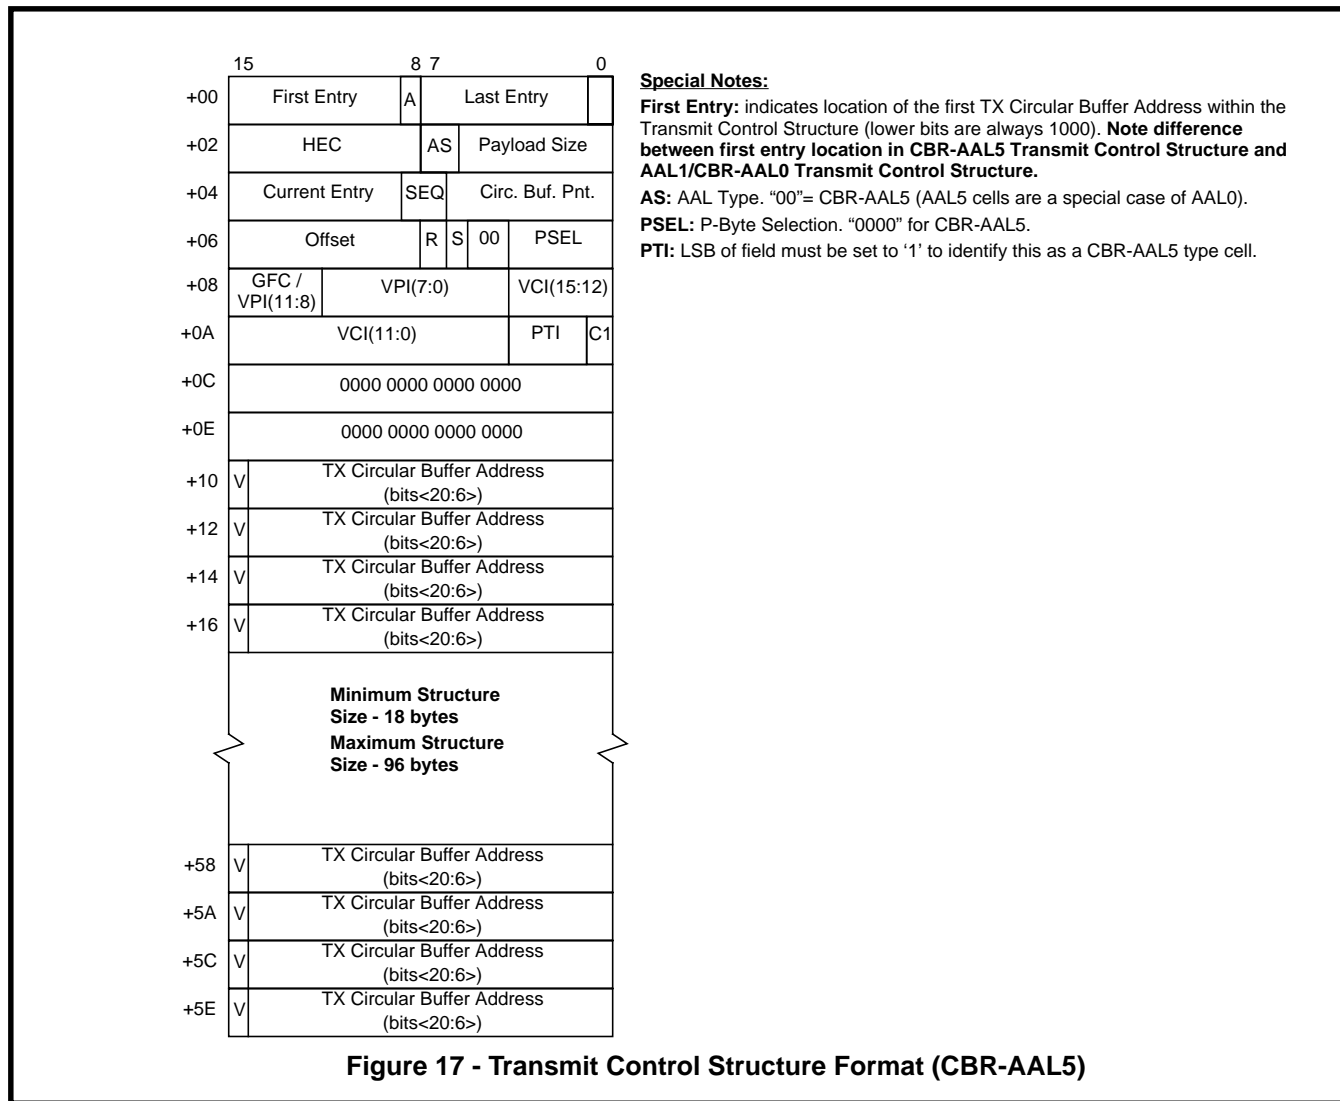 15 8 7 0
+00 First Entry A Last Entry
+02 HEC AS Payload Size
+04 Current Entry SEQ Circ. Buf. Pnt.
+06 Offset R S 00 PSEL
+08 GFC / VPI(11:8) VPI(7:0) VCI(15:12)
+0A VCI(11:0) PTI C1
+0C 0000 0000 0000 0000
+0E 0000 0000 0000 0000
+10 V TX Circular Buffer Address
(bits<20:6>)
+12 V TX Circular Buffer Address
(bits<20:6>)
+14 V TX Circular Buffer Address
(bits<20:6>)
+16 V TX Circular Buffer Address
(bits<20:6>)
Minimum Structure
Size - 18 bytes
Maximum Structure
Size - 96 bytes
+58 V TX Circular Buffer Address
(bits<20:6>)
+5A V TX Circular Buffer Address
(bits<20:6>)
+5C V TX Circular Buffer Address
(bits<20:6>)
+5E V TX Circular Buffer Address
(bits<20:6>)
Special Notes:
First Entry: indicates location of the first TX Circular Buffer Address within the
Transmit Control Structure (lower bits are always 1000). Note difference
between first entry location in CBR-AAL5 Transmit Control Structure and
AAL1/CBR-AAL0 Transmit Control Structure.
AS: AAL Type. “00”= CBR-AAL5 (AAL5 cells are a special case of AAL0).
PSEL: P-Byte Selection. “0000” for CBR-AAL5.
PTI: LSB of field must be set to ‘1’ to identify this as a CBR-AAL5 type cell.
Figure 17 - Transmit Control Structure Format (CBR-AAL5)